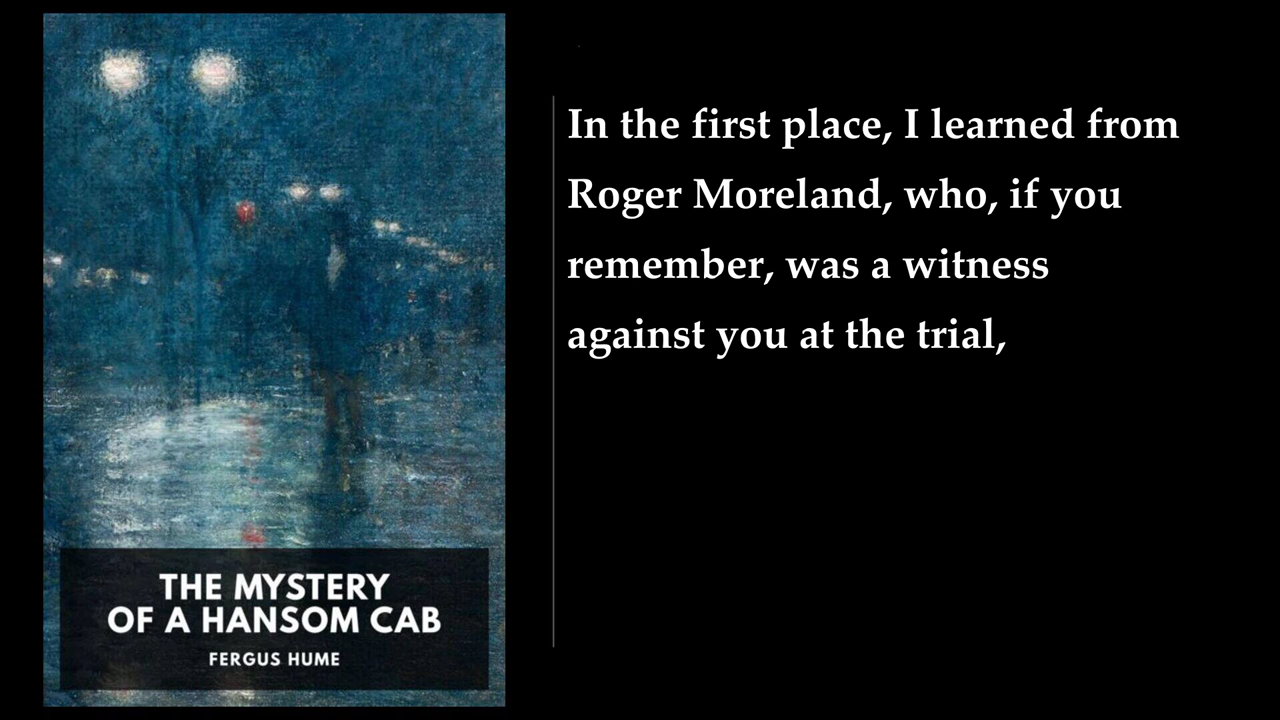 In the first place, I learned from
Roger Moreland, who, if you
remember, was a witness
against you at the trial,
THE MYSTERY
OF A HANSOM CAB
FERGUS HUME